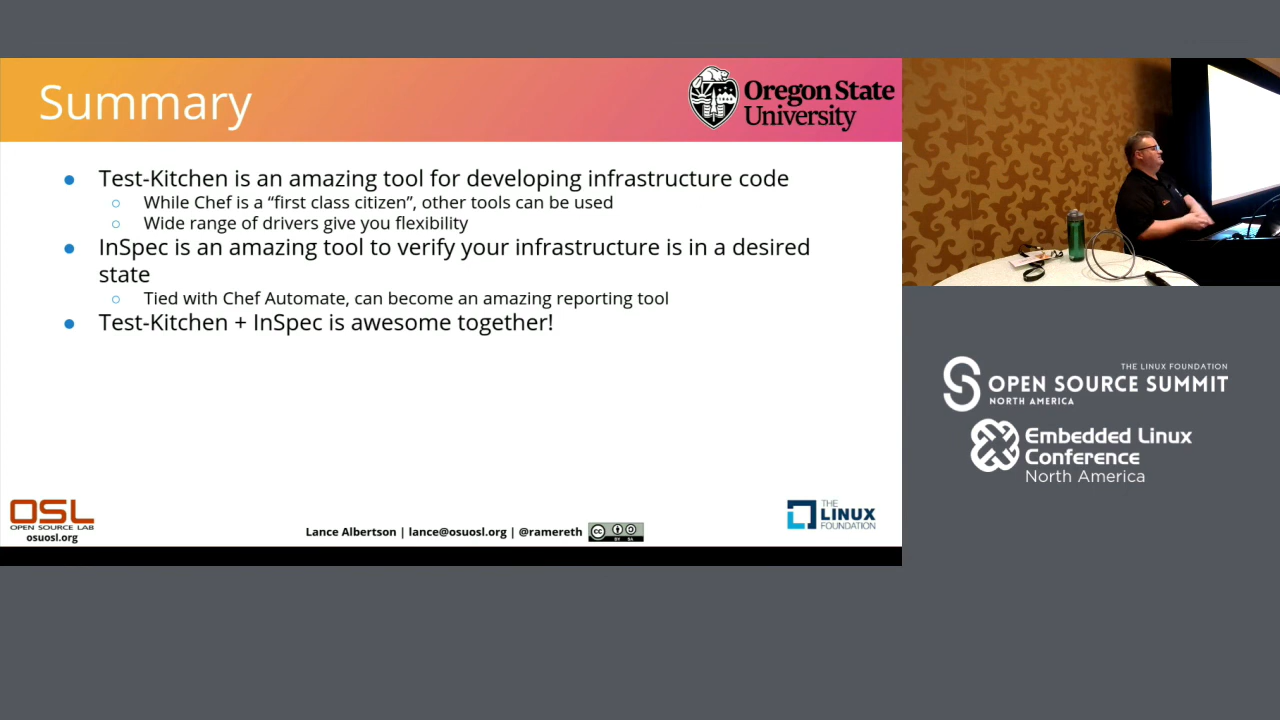 Summary
Oregon State
University
Test-Kitchen is an amazing tool for developing infrastructure code
While Chef is a “first class citizen”, other tools can be used
Wide range of drivers give you flexibility
InSpec is an amazing tool to verify your infrastructure is in a desired
state
Tied with Chef Automate, can become an amazing reporting tool
Test-Kitchen + InSpec is awesome together!
OSL
OPEN SOURCE LAB
osuosl.org
Lance Albertson | lance@osuosl.org | @ramereth
CC
BY SA
THE
LINUX
FOUNDATION
THE LINUX FOUNDATION
OPEN SOURCE SUMMIT
NORTH AMERICA
Embedded Linux
Conference
North America